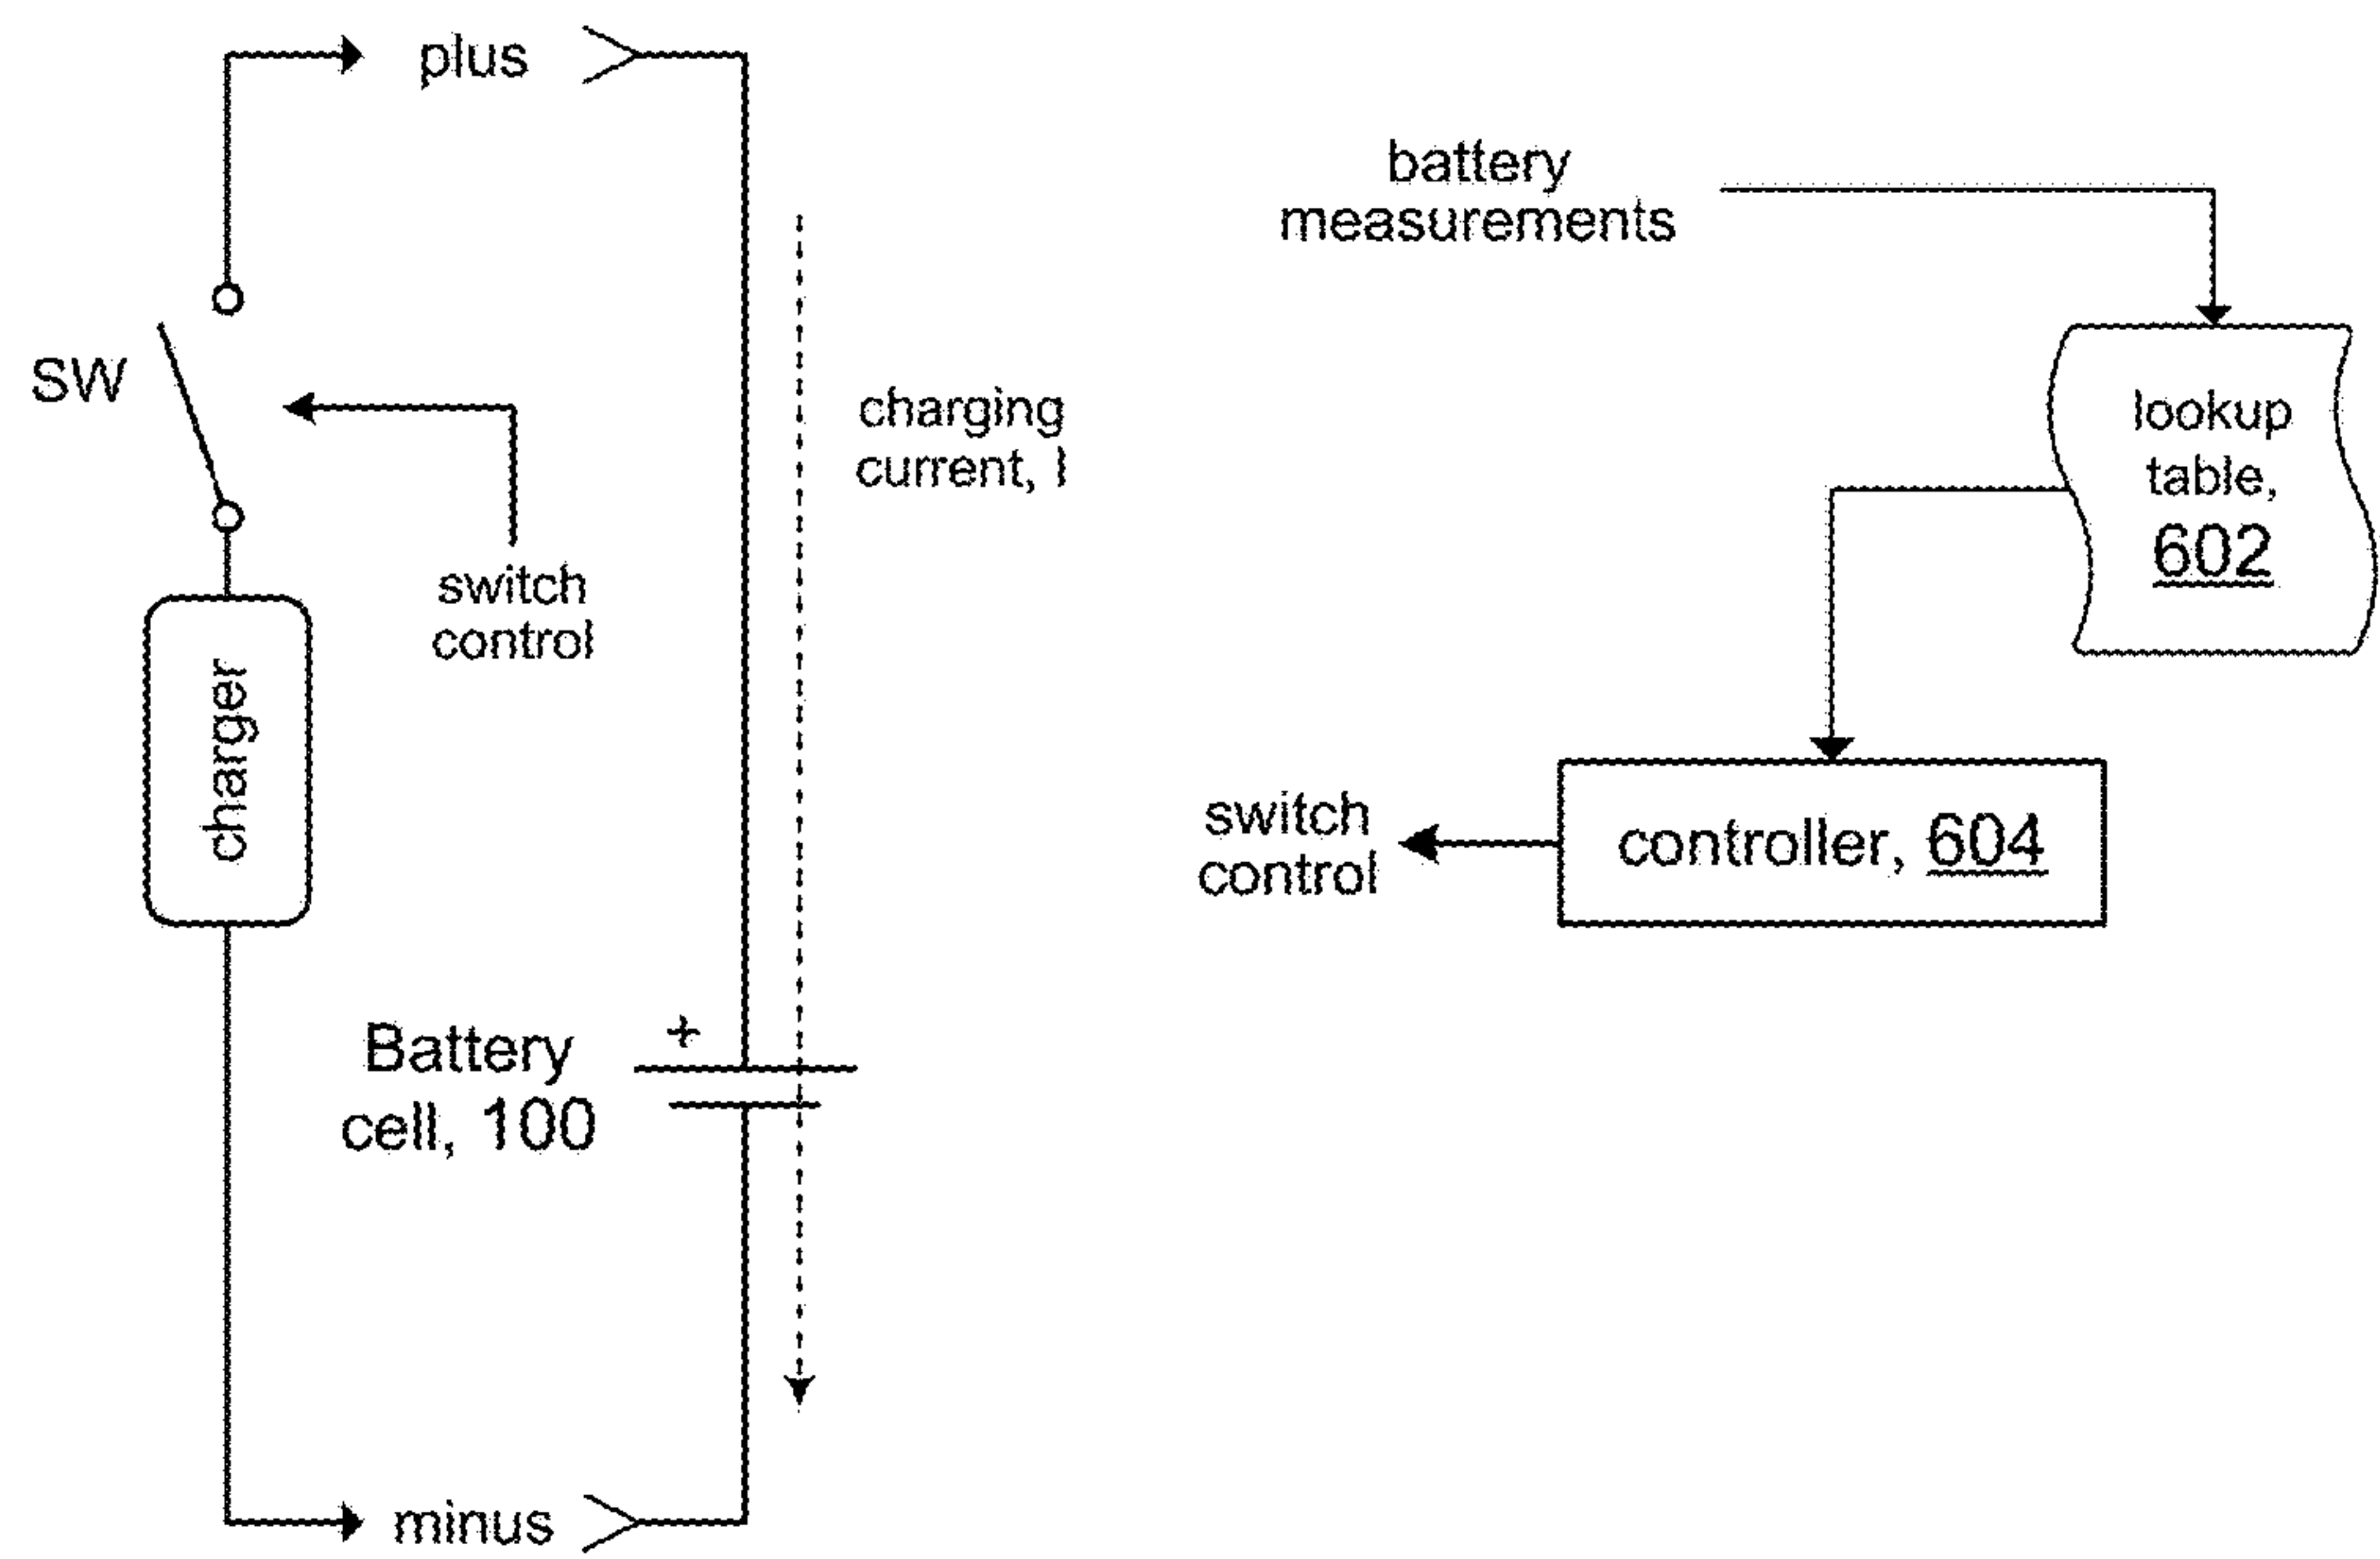 plus
battery
measurements
SW
charging
current, I
lookup
table,
602
switch
control
charger
switch
control
controller, 604
+
Battery
cell, 100
minus